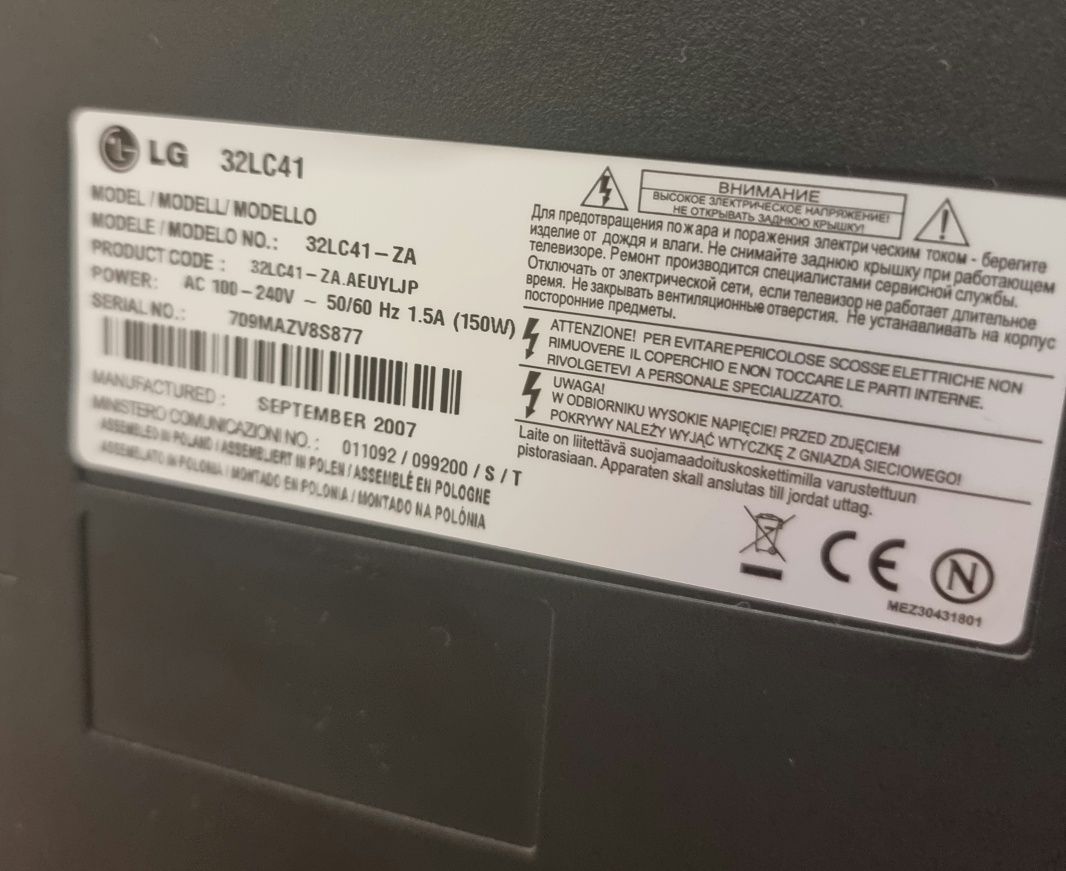 LG 32LC41
MODEL / MODELL/ MODELLO
MODELE / MODELO NO.: 32LC41-ZA
PRODUCT CODE : 32LC41-ZA.AEUYLJP
POWER: AC 100-240V ~ 50/60 Hz 1.5A (150W)
SERIAL NO.: 709MAZV8S877
MANUFACTURED : SEPTEMBER 2007
MINISTERO COMUNICAZIONI NO.: 011092 / 099200 / S / T
ASSEMBLED IN POLAND / ASSEMBLIERT IN POLEN / ASSEMBLÉ EN POLOGNE
ASSEMBLATO IN POLONIA / MONTADO EN POLONIA / MONTADO NA POLÓNIA
ВНИМАНИЕ
ВЫСОКОЕ ЭЛЕКТРИЧЕСКОЕ НАПРЯЖЕНИЕ!
НЕ ОТКРЫВАТЬ ЗАДНЮЮ КРЫШКУ!
Для предотвращения пожара и поражения электрическим током - берегите
изделие от дождя и влаги. Не снимайте заднюю крышку при работающем
телевизоре. Ремонт производится специалистами сервисной службы.
Отключать от электрической сети, если телевизор не работает длительное
время. Не закрывать вентиляционные отверстия. Не устанавливать на корпус
посторонние предметы.
ATTENZIONE! PER EVITARE PERICOLOSE SCOSSE ELETTRICHE NON
RIMUOVERE IL COPERCHIO E NON TOCCARE LE PARTI INTERNE.
RIVOLGETEVI A PERSONALE SPECIALIZZATO.
UWAGA!
W ODBIORNIKU WYSOKIE NAPIĘCIE! PRZED ZDJĘCIEM
POKRYWY NALEŻY WYJĄĆ WTYCZKĘ Z GNIAZDA SIECIOWEGO!
Laite on liitettävä suojamaadoituskoskettimilla varustettuun
pistorasiaan. Apparaten skall anslutas till jordat uttag.
CE N
MEZ30431801